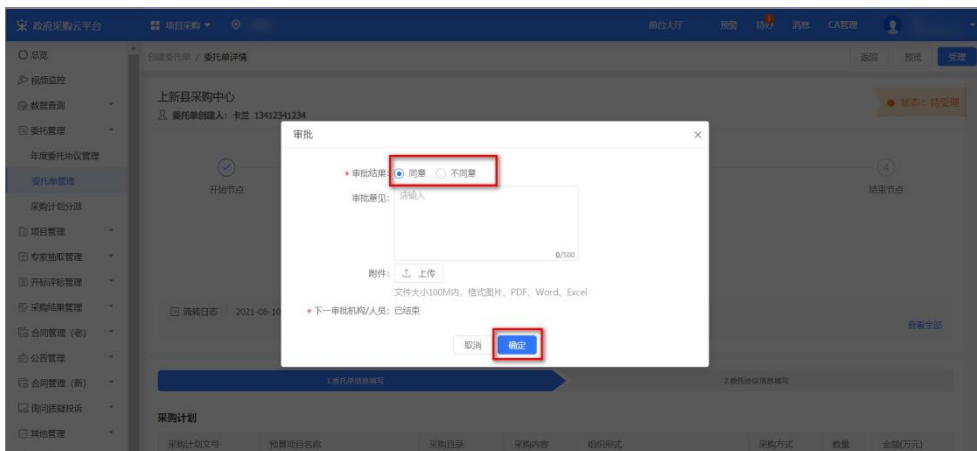 政府采购云平台 项目采购 前台大厅 预警 待办 消息 CA管理
总览
视频监控
数据查询
委托管理
年度委托协议管理
委托单管理
采购计划分派
项目管理
专家抽取管理
开标评标管理
采购结果管理
合同管理（老）
公告管理
合同管理（新）
询问质疑投诉
其他管理
创建委托单 / 委托单详情 返回 预览 受理
上新县采购中心
委托单创建人：卡兰 13412341234
状态：待受理
开始节点
4
结束节点
流转日志 2021-08-10
查看全部
审批 ×
* 审批结果： 同意 不同意
审批意见： 请输入
0/500
附件： 上传
文件大小100M内、格式图片、PDF、Word、Excel
* 下一审批机构/人员： 已结束
取消 确定
1.委托单信息填写 2.委托协议信息填写
采购计划
采购计划文号 预算项目名称 采购目录 采购内容 组织形式 采购方式 数量 金额(万元)